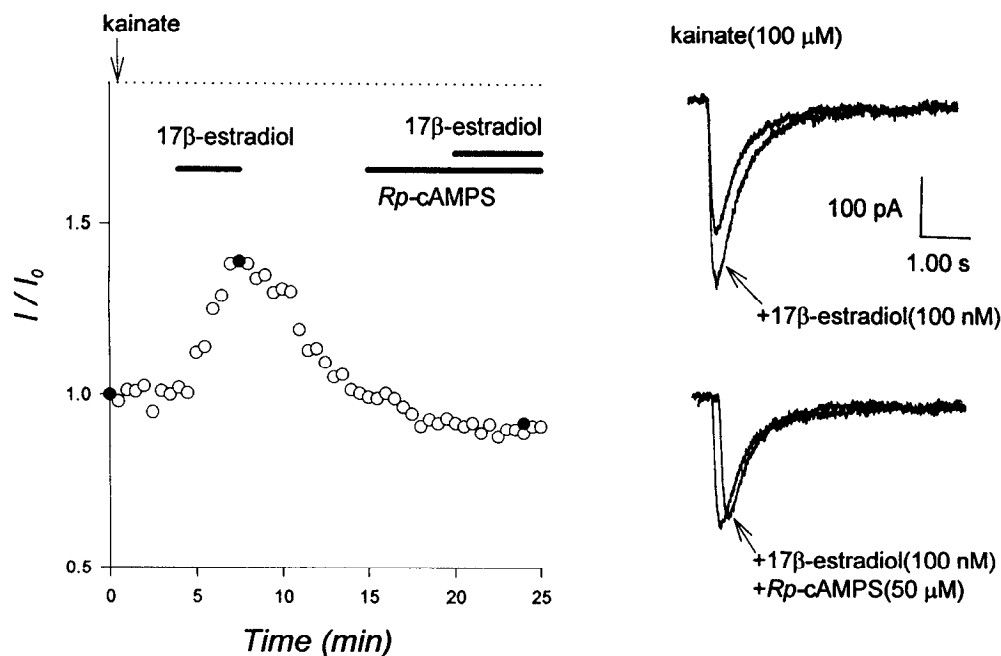 kainate
17β-estradiol
17β-estradiol
Rp-cAMPS
1.5
1.0
0.5
I / I₀
0 5 10 15 20 25
Time (min)
kainate(100 μM)
100 pA
1.00 s
+17β-estradiol(100 nM)
+17β-estradiol(100 nM)
+Rp-cAMPS(50 μM)